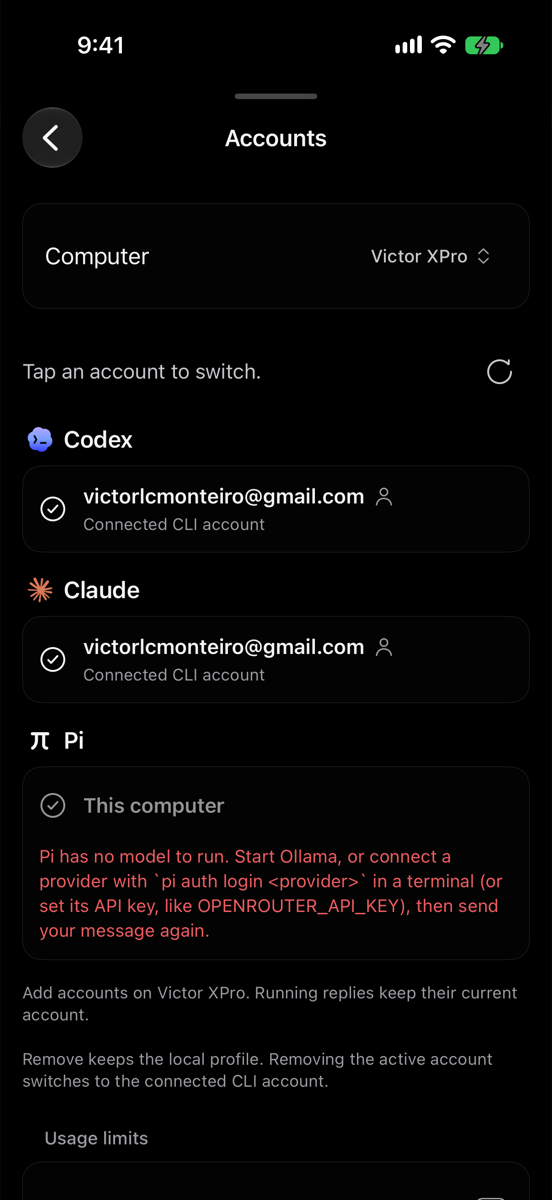 9:41
Accounts
Computer
Victor XPro
Tap an account to switch.
Codex
victorlcmonteiro@gmail.com
Connected CLI account
Claude
victorlcmonteiro@gmail.com
Connected CLI account
π Pi
This computer
Pi has no model to run. Start Ollama, or connect a
provider with `pi auth login <provider>` in a terminal (or
set its API key, like OPENROUTER_API_KEY), then send
your message again.
Add accounts on Victor XPro. Running replies keep their current
account.
Remove keeps the local profile. Removing the active account
switches to the connected CLI account.
Usage limits